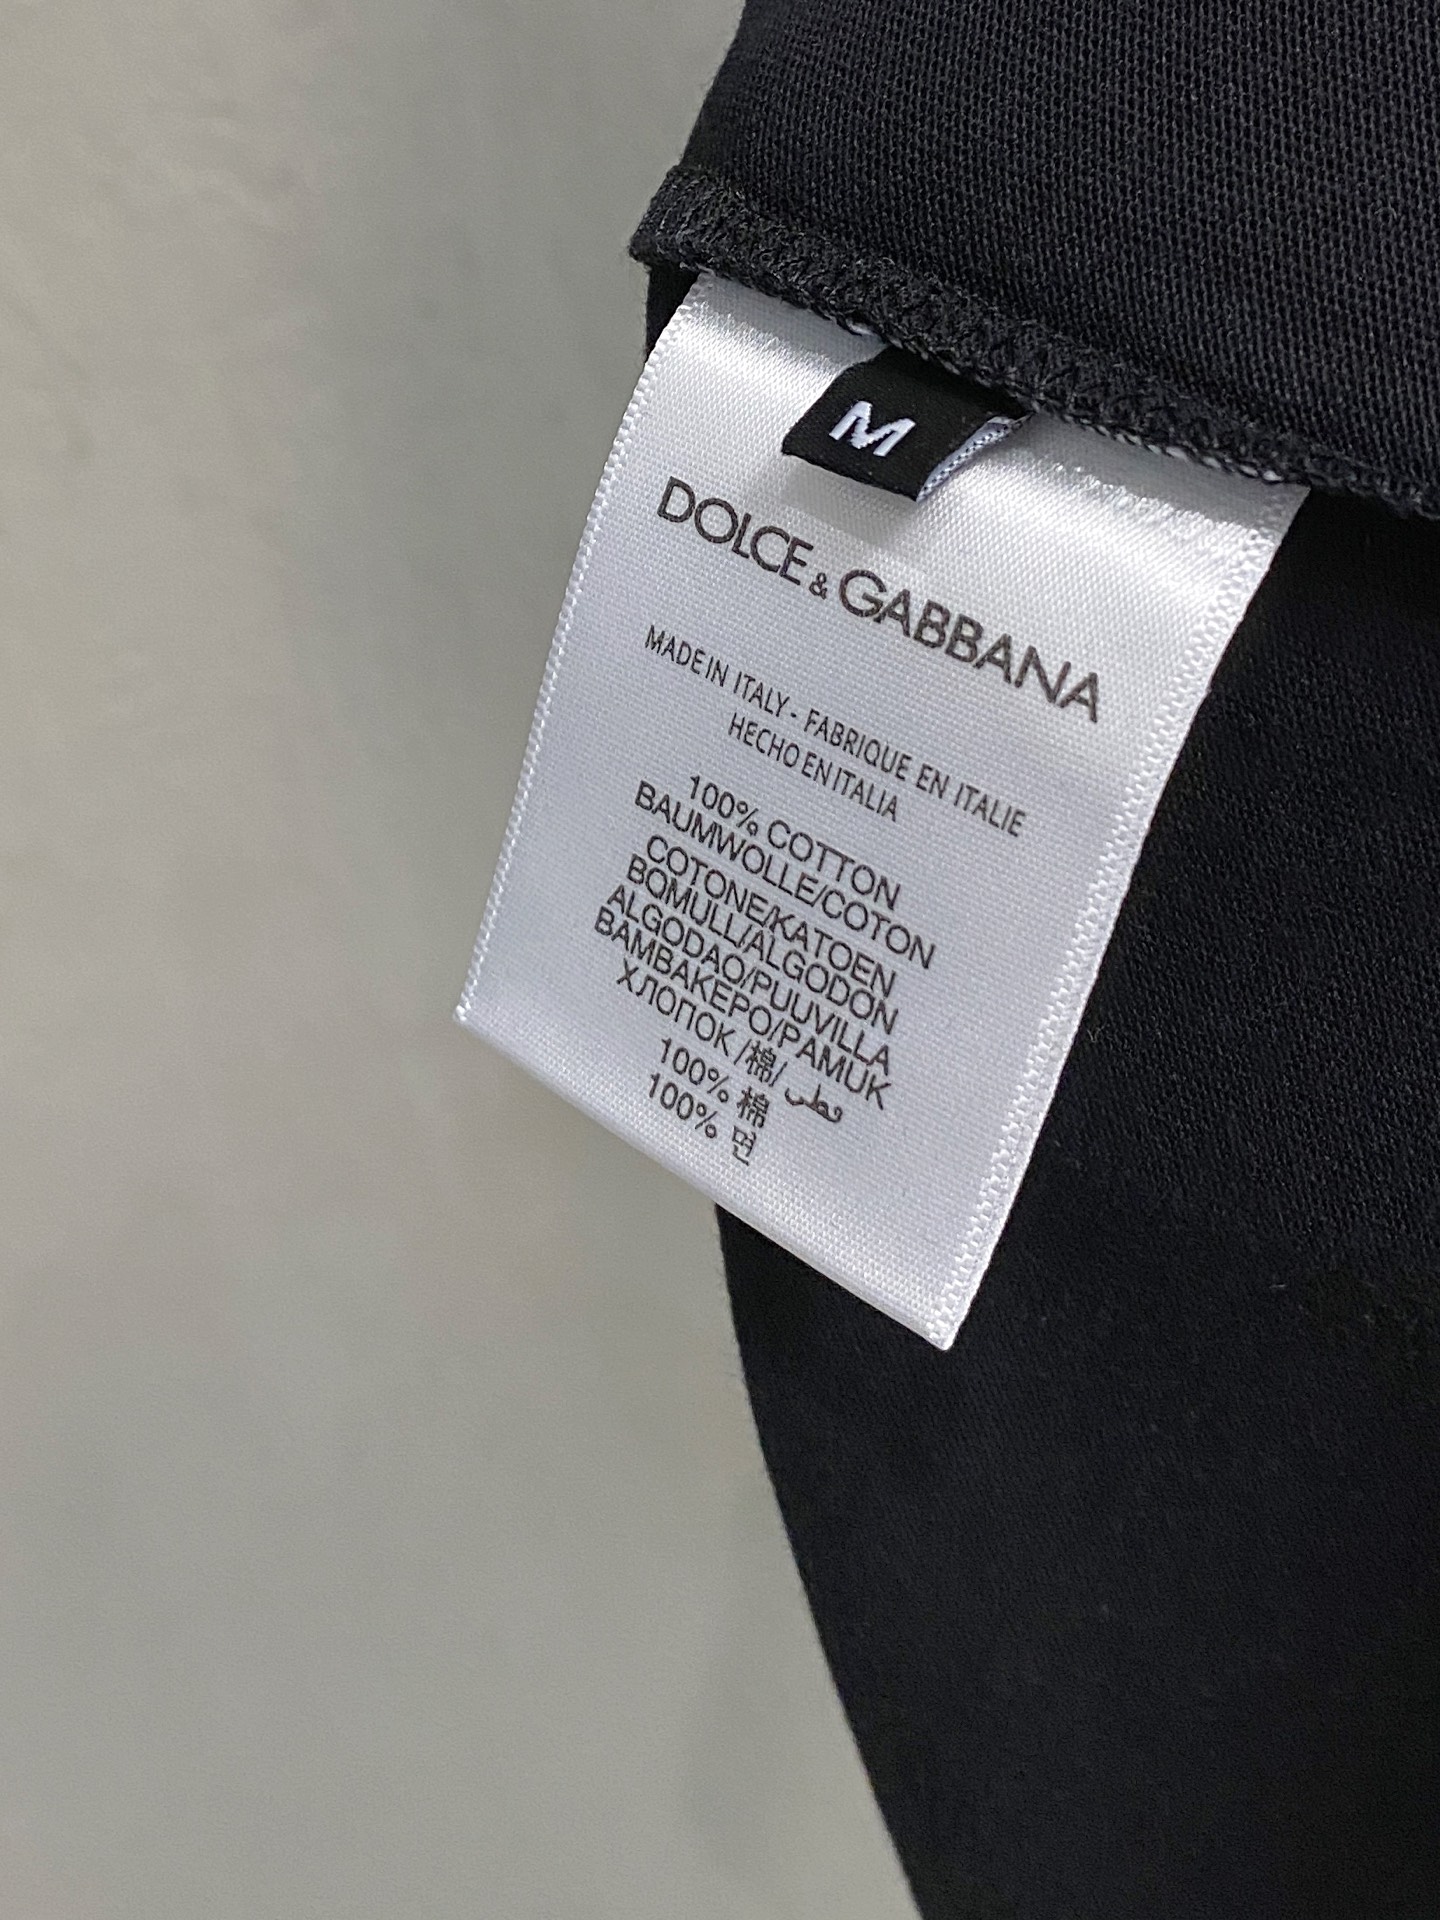 M
DOLCE & GABBANA
MADE IN ITALY - FABRIQUE EN ITALIE
HECHO EN ITALIA
100% COTTON
BAUMWOLLE/COTON
COTONE/KATOEN
BOMULL/ALGODON
ALGODAO/PUUVILLA
BAMBAKEPO/PAMUK
ХЛОПОК /棉/ قطن
100% 棉
100% 면